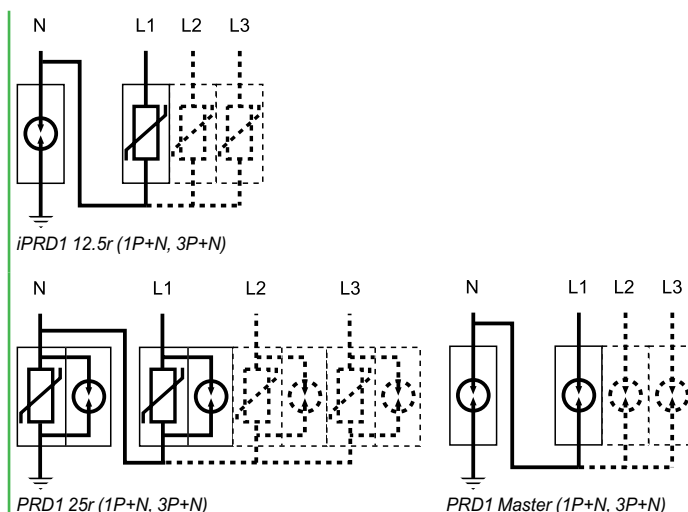 N L1 L2 L3
iPRD1 12.5r (1P+N, 3P+N)
N L1 L2 L3
N L1 L2 L3
PRD1 25r (1P+N, 3P+N)
PRD1 Master (1P+N, 3P+N)